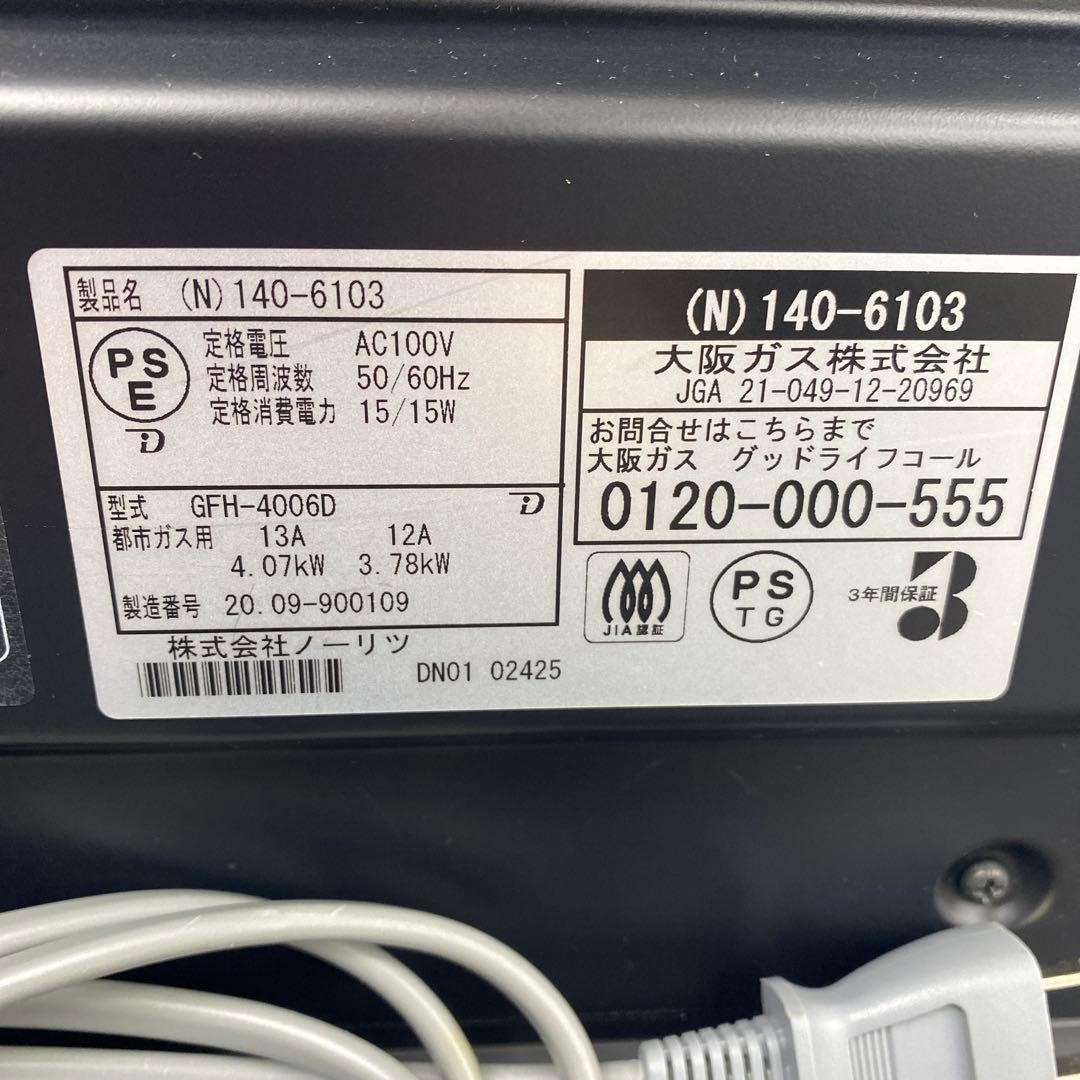 製品名 (N)140-6103
PS
E
定格電圧 AC100V
定格周波数 50/60Hz
定格消費電力 15/15W
型式 GFH-4006D
都市ガス用 13A 12A
4.07kW 3.78kW
製造番号 20.09-900109
株式会社ノーリツ
DN01 02425
(N)140-6103
大阪ガス株式会社
JGA 21-049-12-20969
お問合せはこちらまで
大阪ガス グッドライフコール
0120-000-555
JIA認証
PS
TG
3年間保証